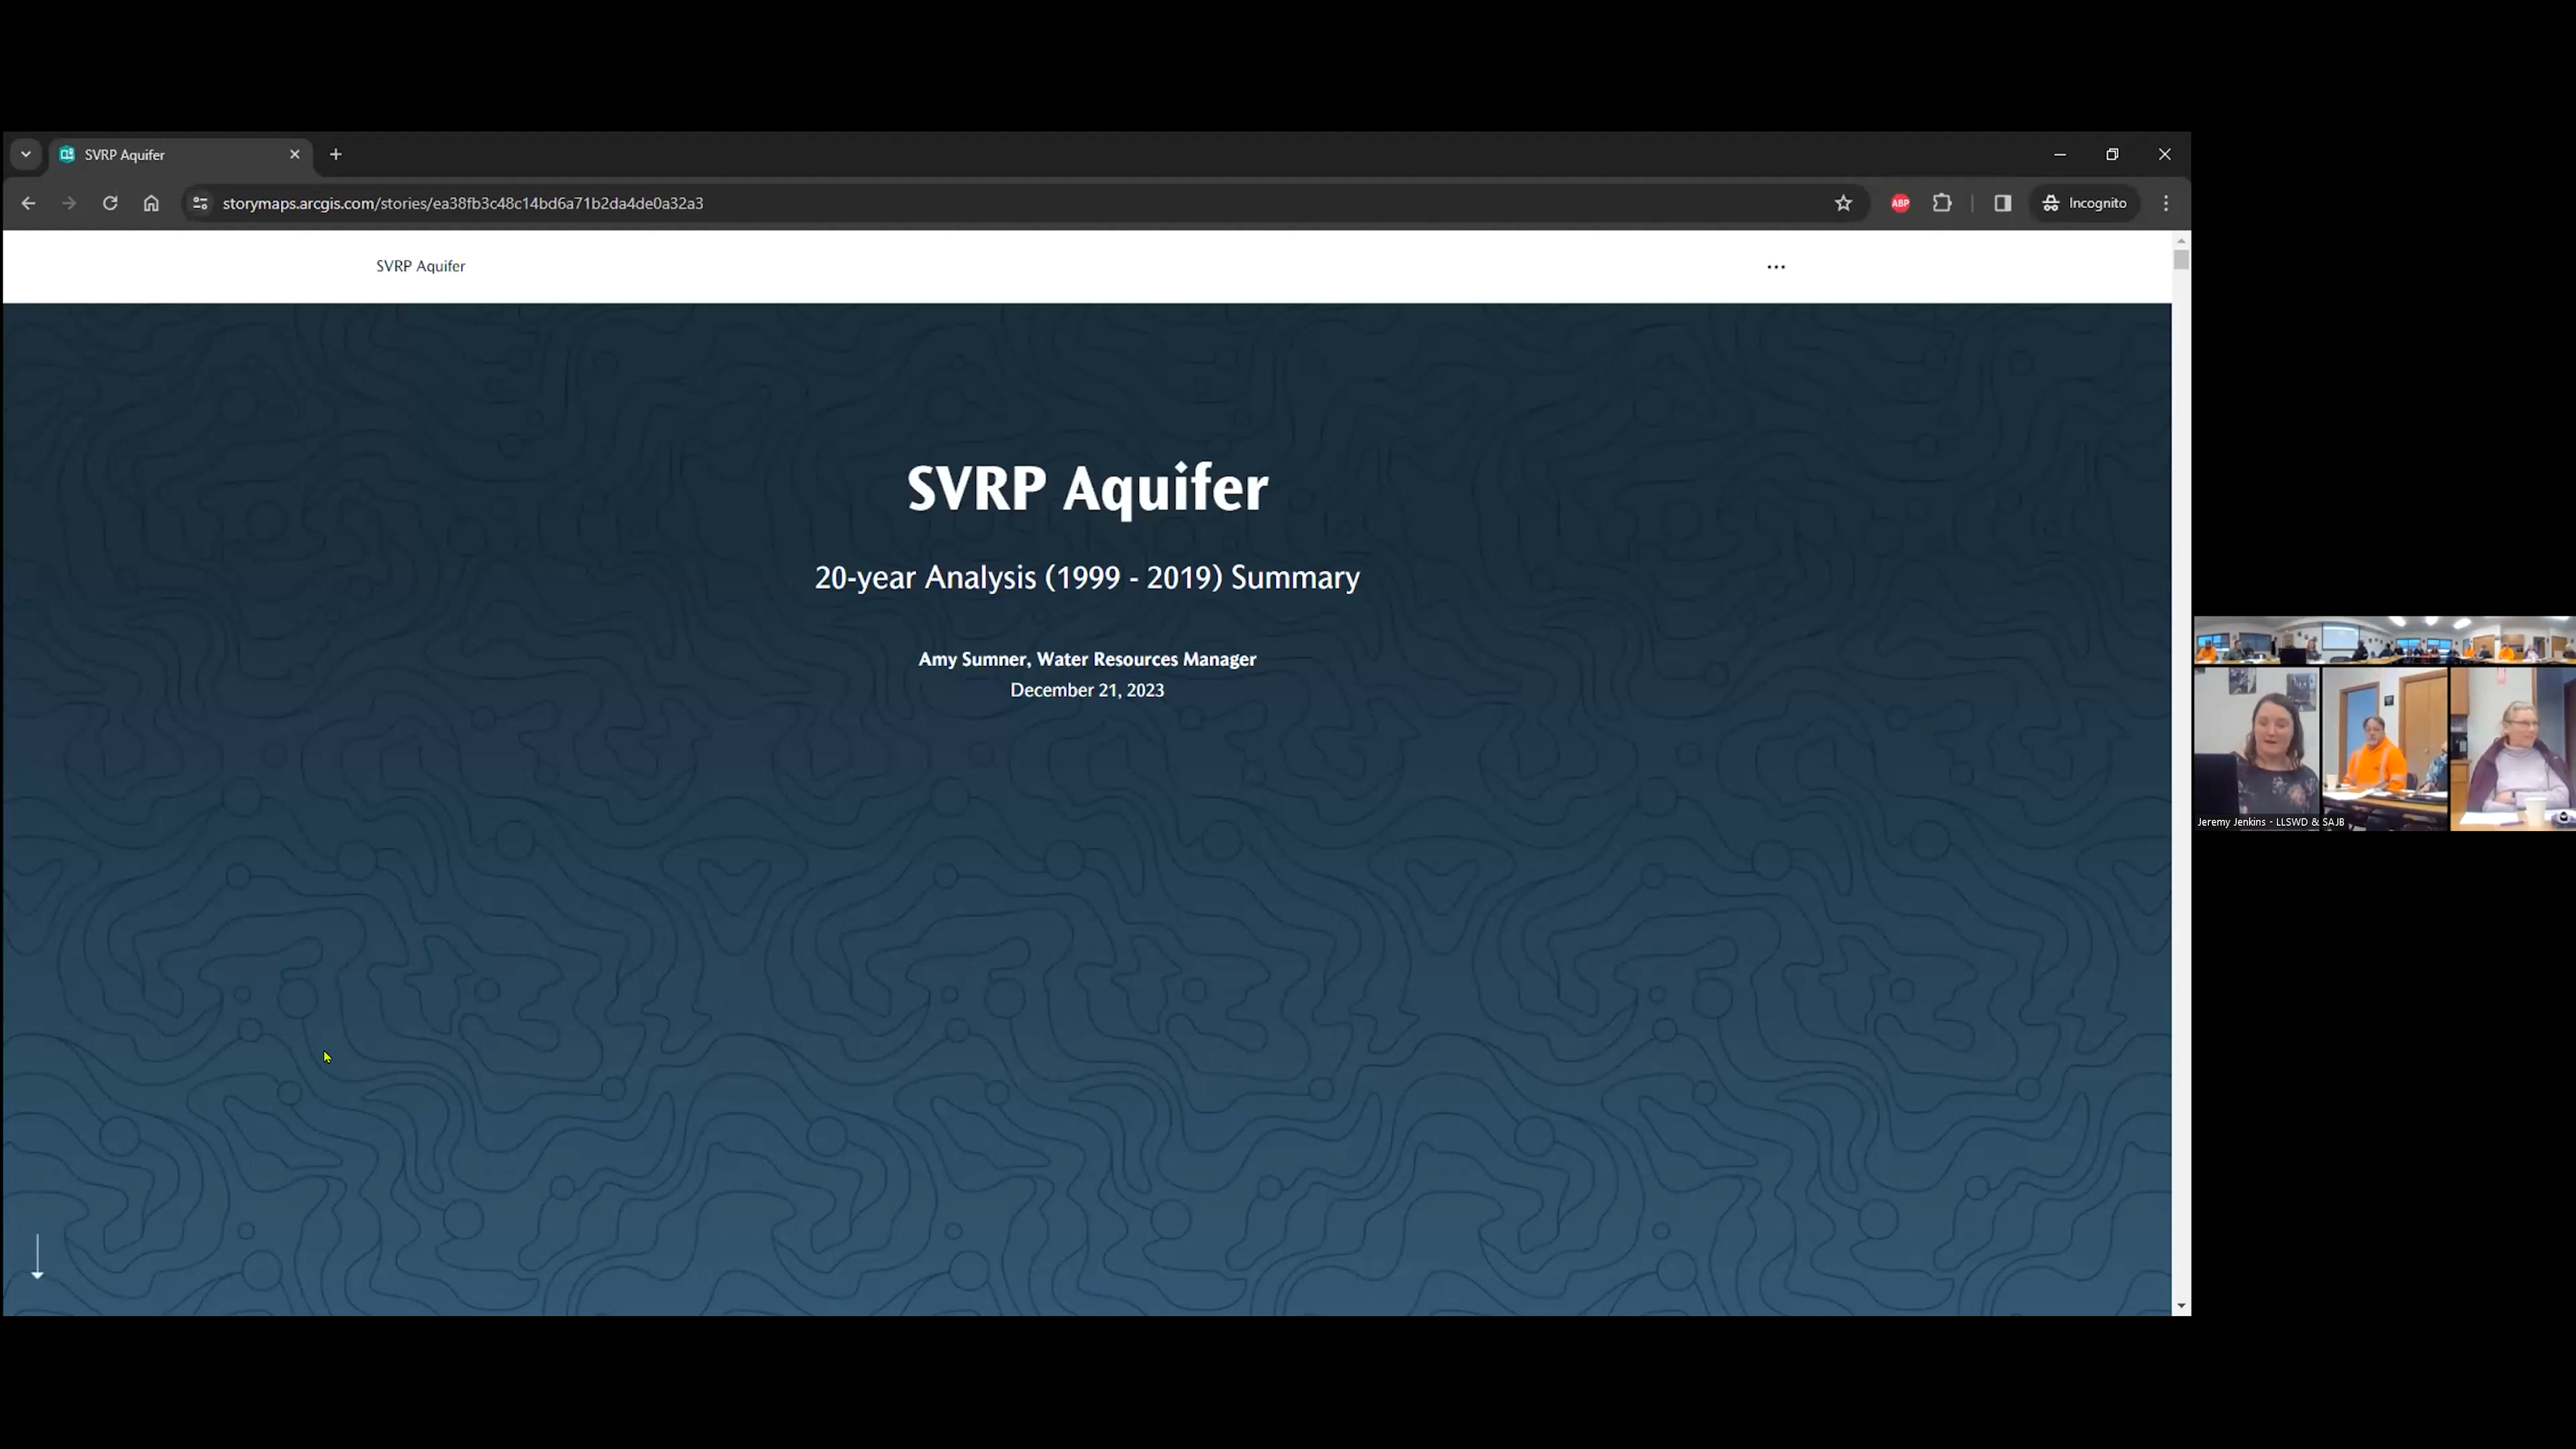 SVRP Aquifer
storymaps.arcgis.com/stories/ea38fb3c48c14bd6a71b2da4de0a32a3
ABP
Incognito
SVRP Aquifer
SVRP Aquifer
20-year Analysis (1999 - 2019) Summary
Amy Sumner, Water Resources Manager
December 21, 2023
Jeremy Jenkins - LLSWD & SAJB